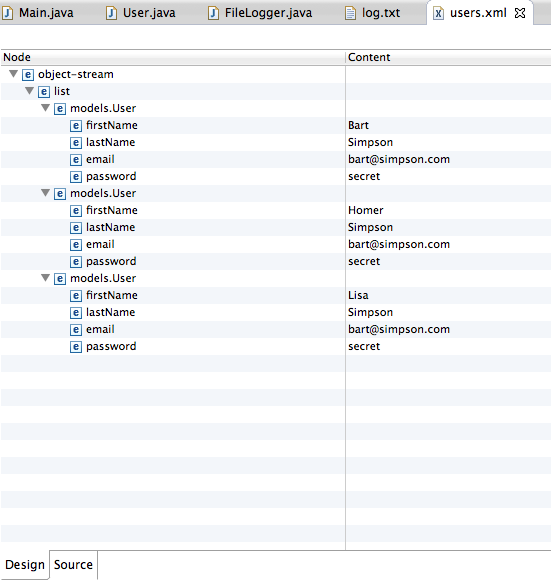 Main.java User.java FileLogger.java log.txt users.xml
Node Content
object-stream
list
models.User
firstName Bart
lastName Simpson
email bart@simpson.com
password secret
models.User
firstName Homer
lastName Simpson
email bart@simpson.com
password secret
models.User
firstName Lisa
lastName Simpson
email bart@simpson.com
password secret
Design Source